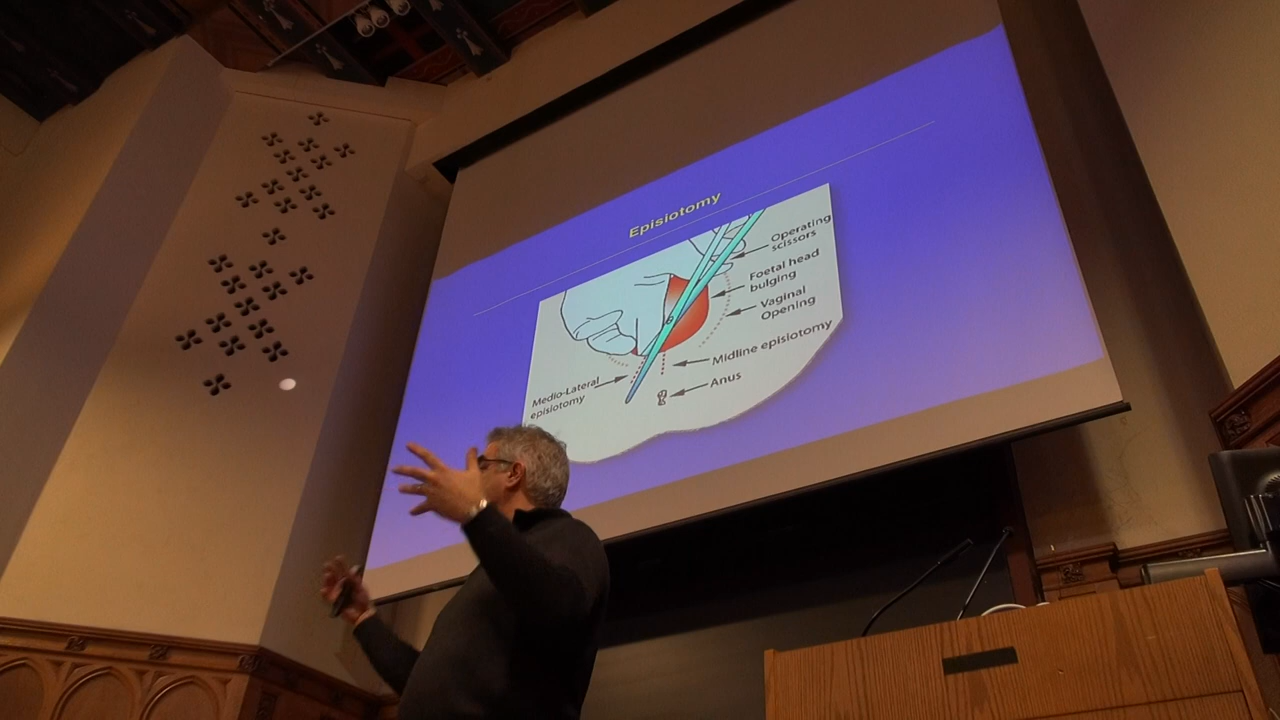 Episiotomy
Operating
scissors
Foetal head
bulging
Vaginal
Opening
Midline episiotomy
Anus
Medio-Lateral
episiotomy